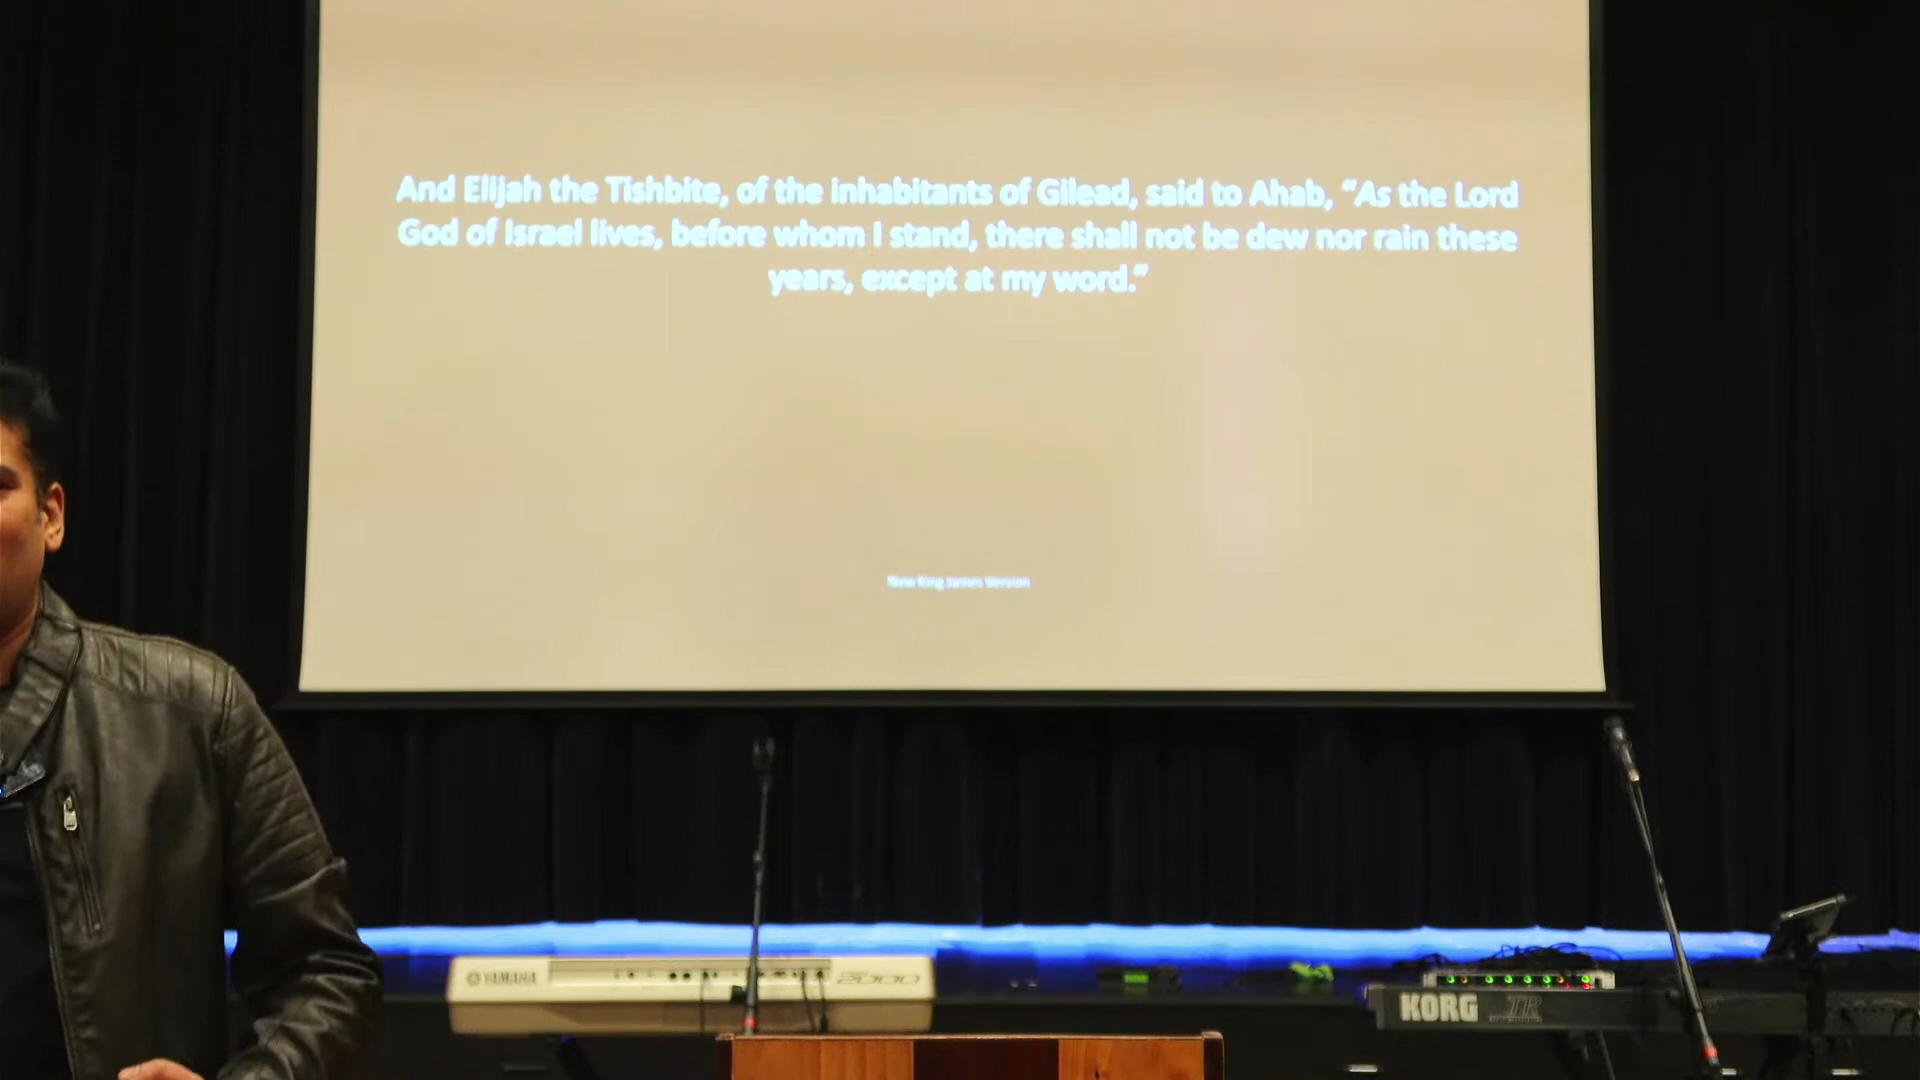 And Elijah the Tishbite, of the inhabitants of Gilead, said to Ahab, “As the Lord
God of Israel lives, before whom I stand, there shall not be dew nor rain these
years, except at my word.”
New King James Version
YAMAHA
2000
KORG TR